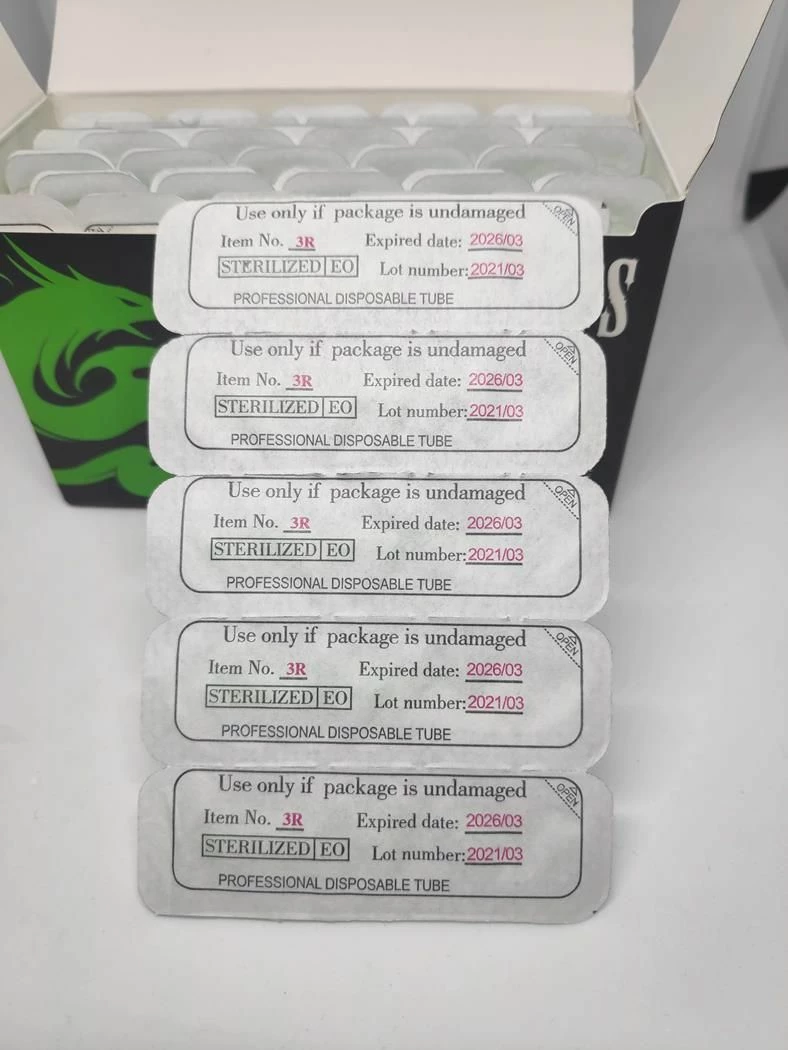 Use only if package is undamaged
OPEN
Item No. 3R Expired date: 2026/03
STERILIZED EO Lot number: 2021/03
PROFESSIONAL DISPOSABLE TUBE
Use only if package is undamaged
OPEN
Item No. 3R Expired date: 2026/03
STERILIZED EO Lot number: 2021/03
PROFESSIONAL DISPOSABLE TUBE
Use only if package is undamaged
OPEN
Item No. 3R Expired date: 2026/03
STERILIZED EO Lot number: 2021/03
PROFESSIONAL DISPOSABLE TUBE
Use only if package is undamaged
OPEN
Item No. 3R Expired date: 2026/03
STERILIZED EO Lot number: 2021/03
PROFESSIONAL DISPOSABLE TUBE
Use only if package is undamaged
OPEN
Item No. 3R Expired date: 2026/03
STERILIZED EO Lot number: 2021/03
PROFESSIONAL DISPOSABLE TUBE
S